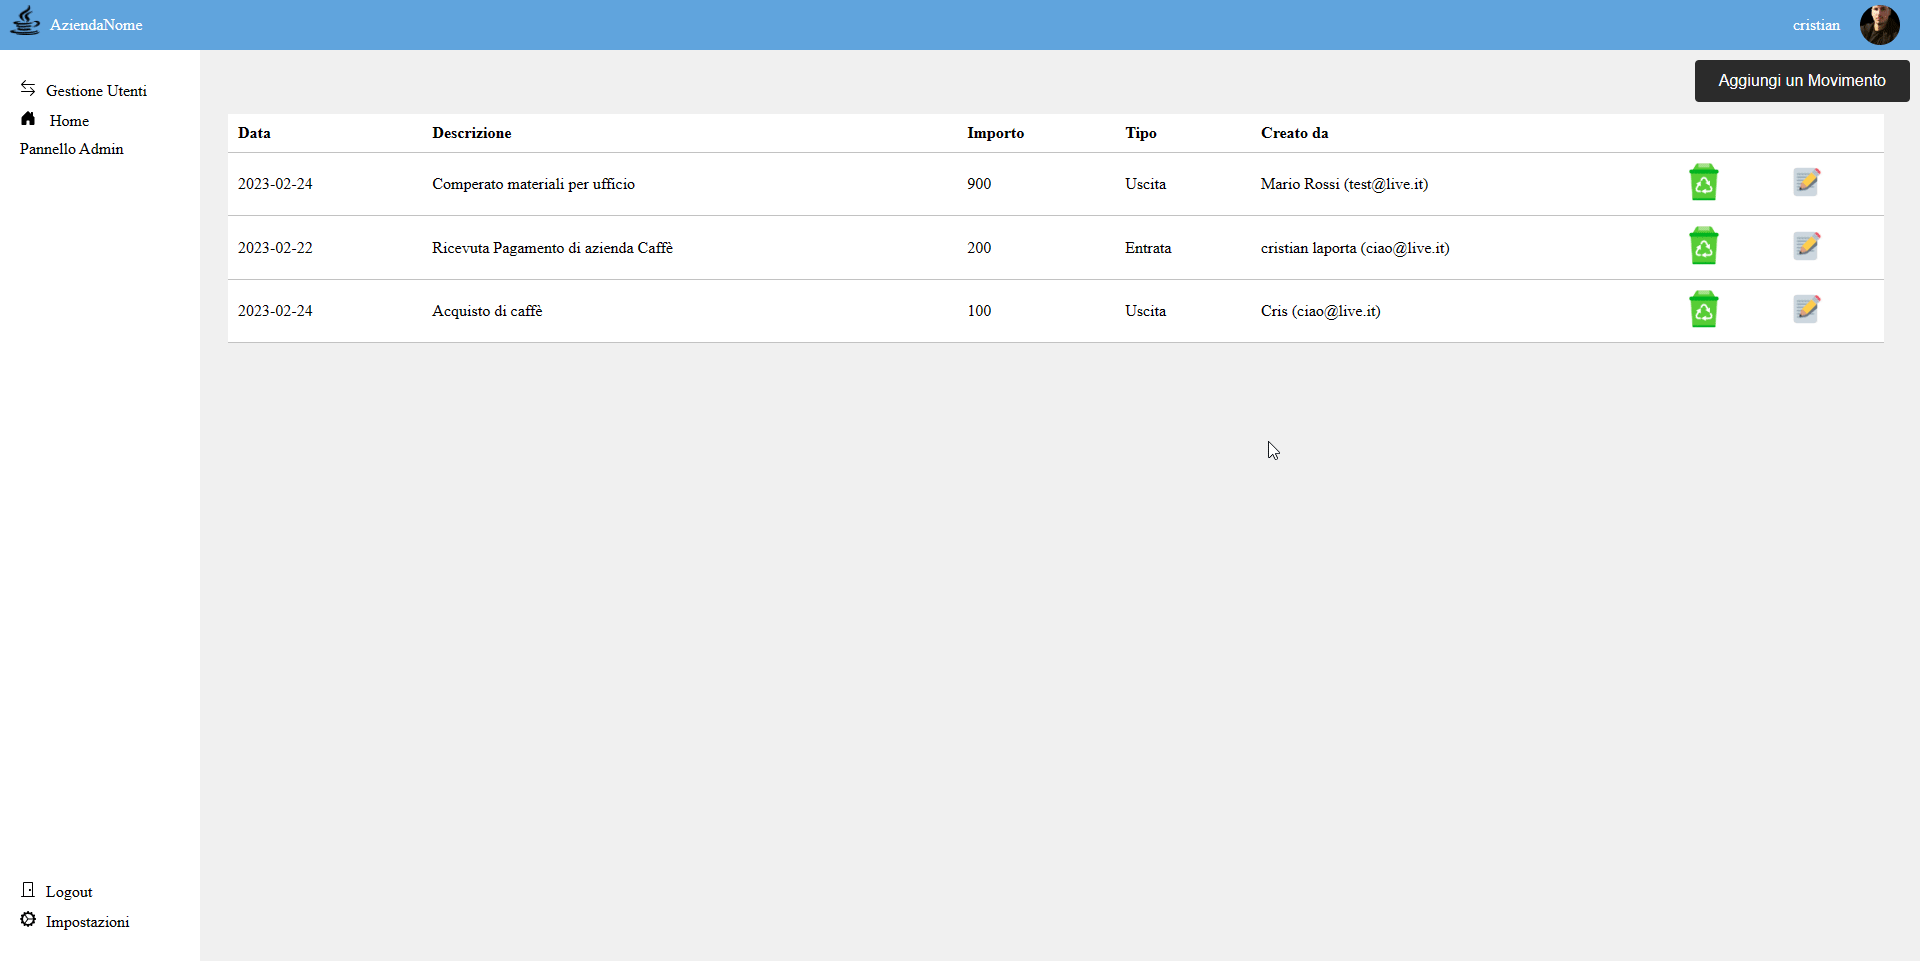 AziendaNome
cristian
Aggiungi un Movimento
Gestione Utenti
Home
Pannello Admin
Data Descrizione Importo Tipo Creato da
2023-02-24 Comperato materiali per ufficio 900 Uscita Mario Rossi (test@live.it)
2023-02-22 Ricevuta Pagamento di azienda Caffè 200 Entrata cristian laporta (ciao@live.it)
2023-02-24 Acquisto di caffè 100 Uscita Cris (ciao@live.it)
Logout
Impostazioni